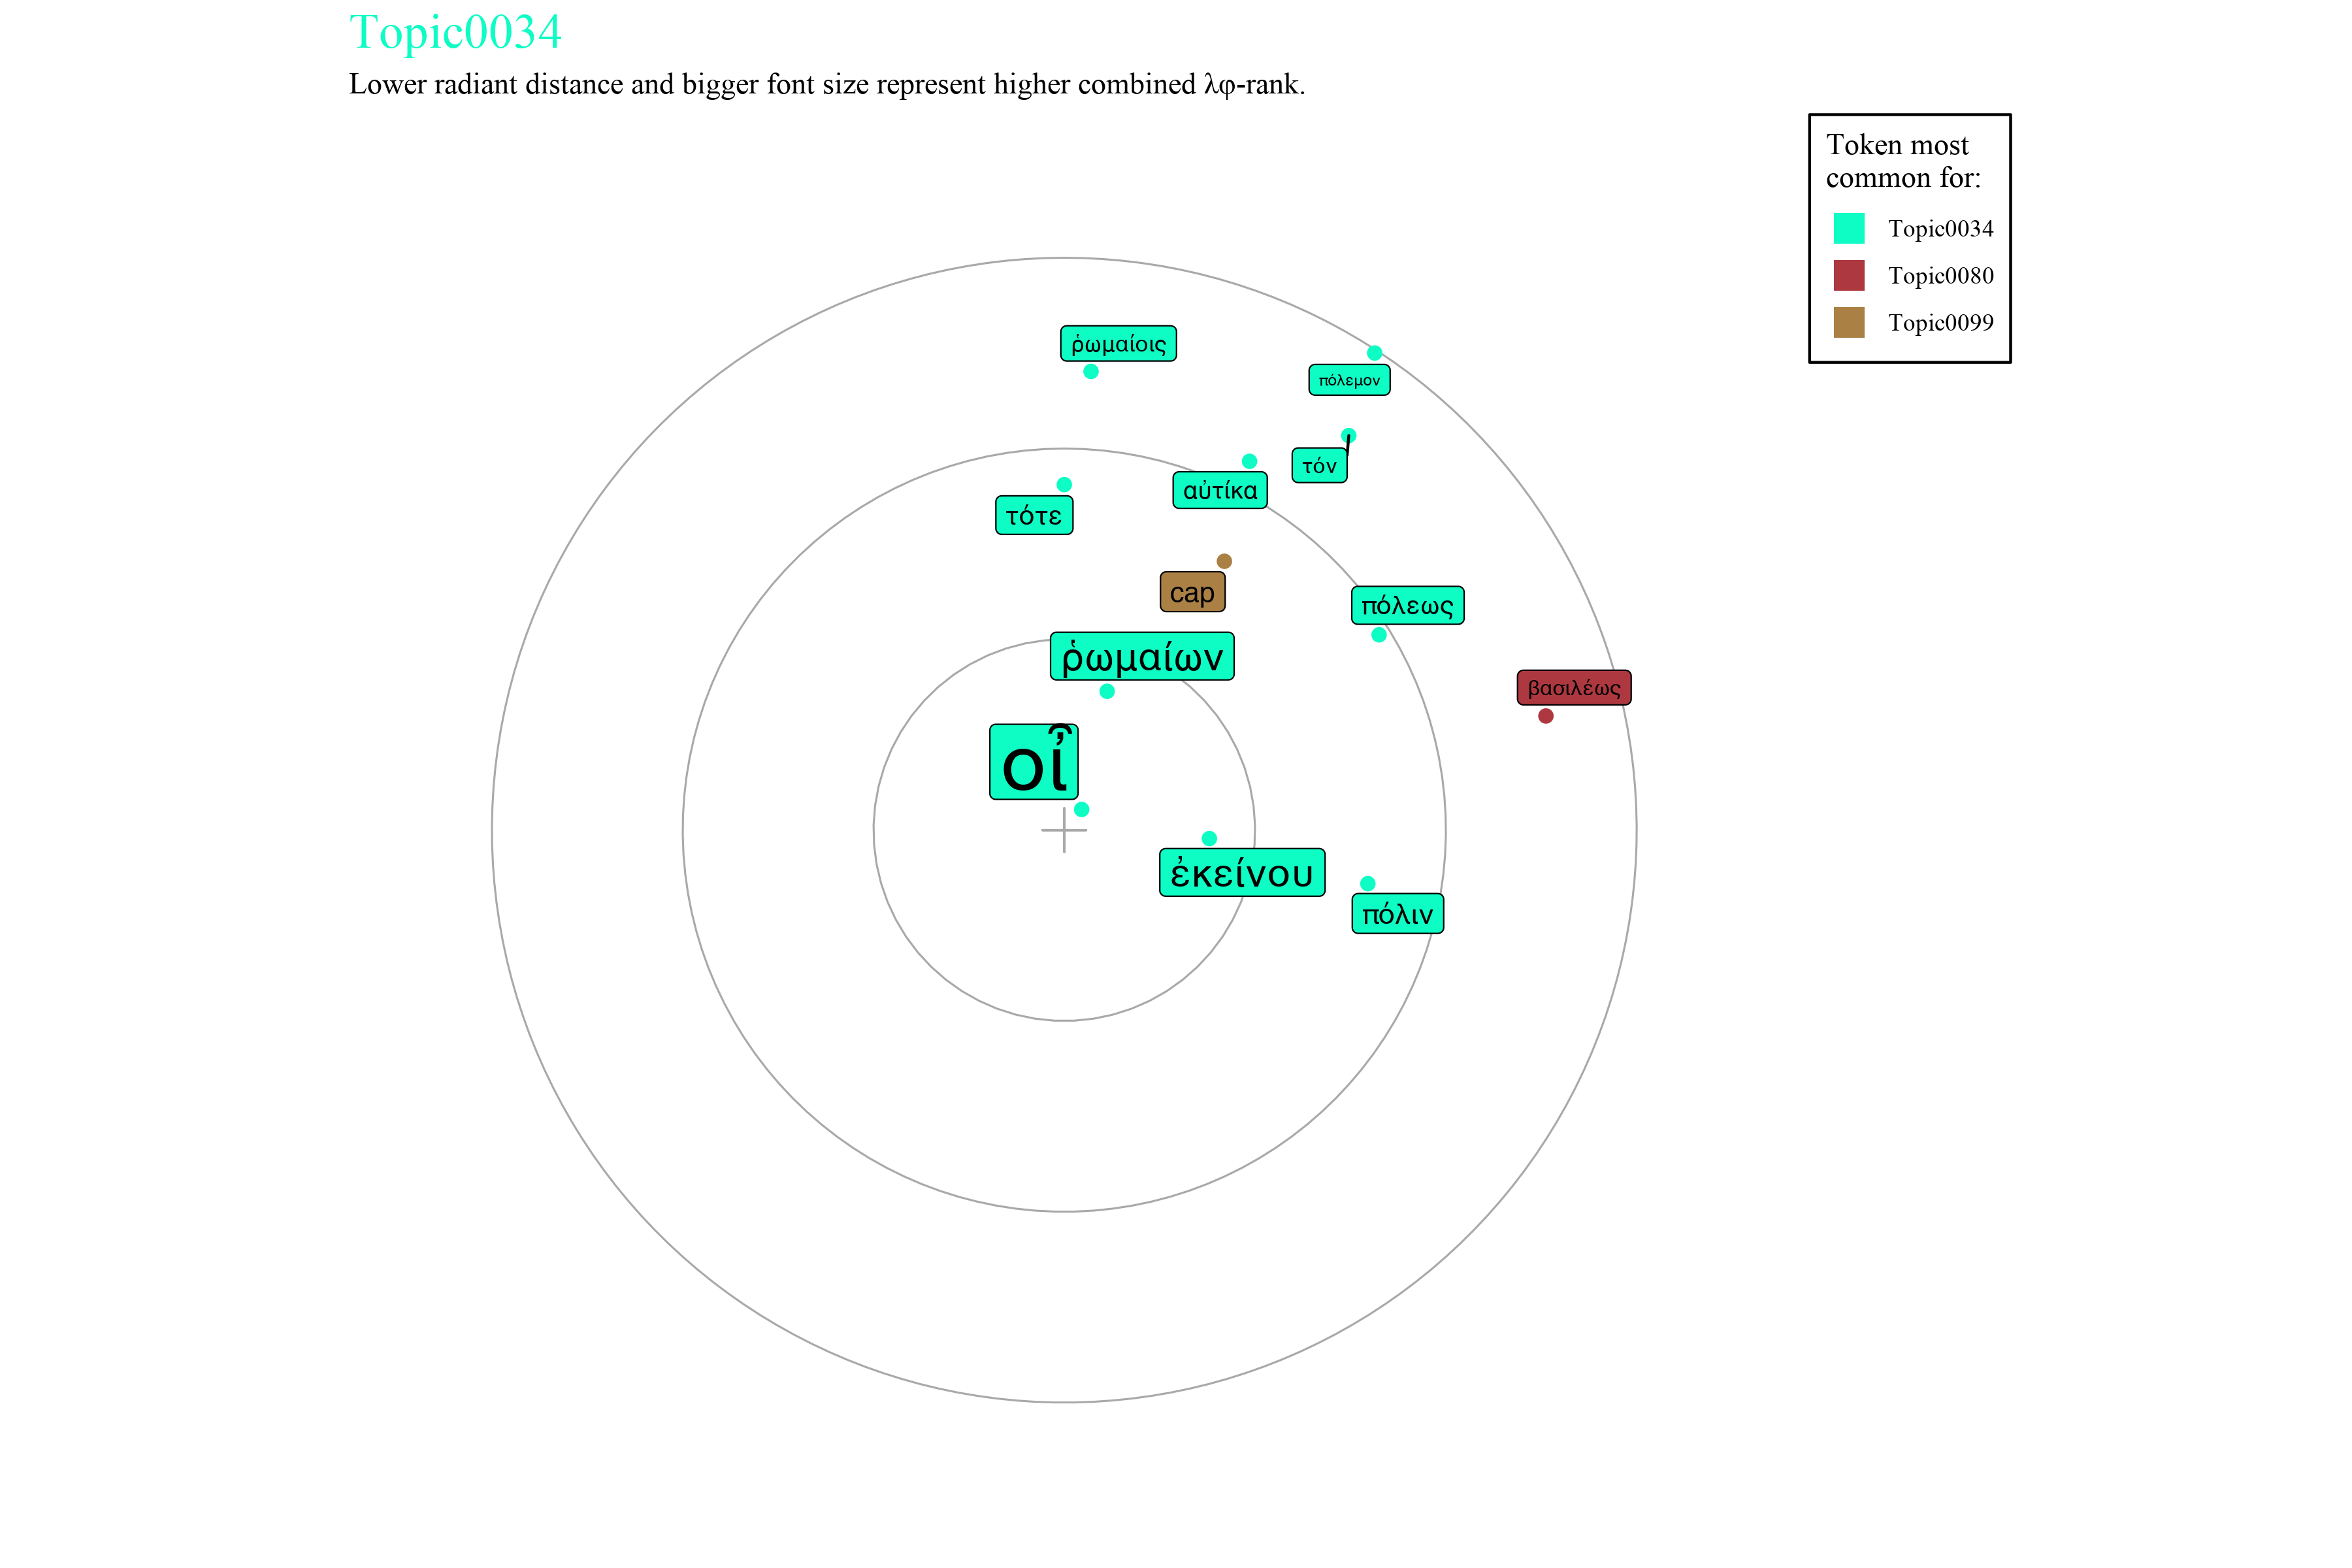 Topic0034
Lower radiant distance and bigger font size represent higher combined λφ-rank.
Token most
common for:
Topic0034
Topic0080
Topic0099
ῥωμαίοις
πόλεμον
τόν
αὐτίκα
τότε
cap
πόλεως
ῥωμαίων
βασιλέως
οἷ
ἐκείνου
πόλιν